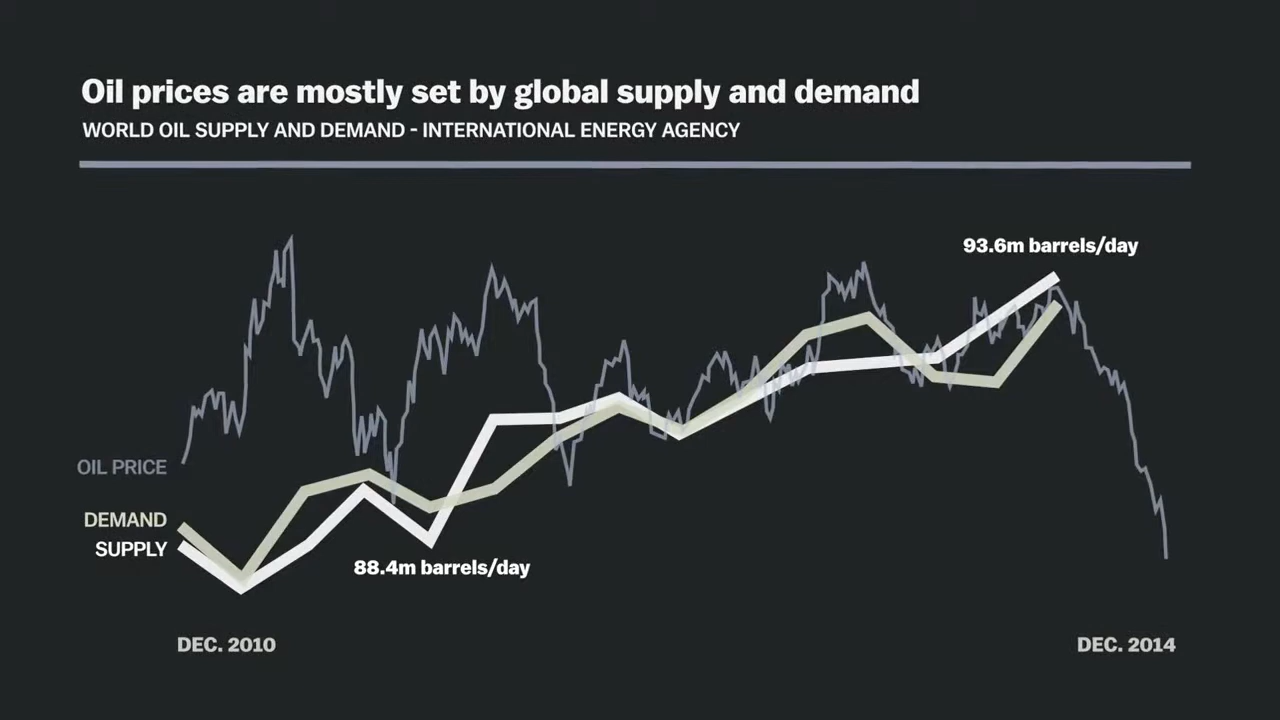 Oil prices are mostly set by global supply and demand
WORLD OIL SUPPLY AND DEMAND - INTERNATIONAL ENERGY AGENCY
93.6m barrels/day
OIL PRICE
DEMAND
SUPPLY
88.4m barrels/day
DEC. 2010
DEC. 2014